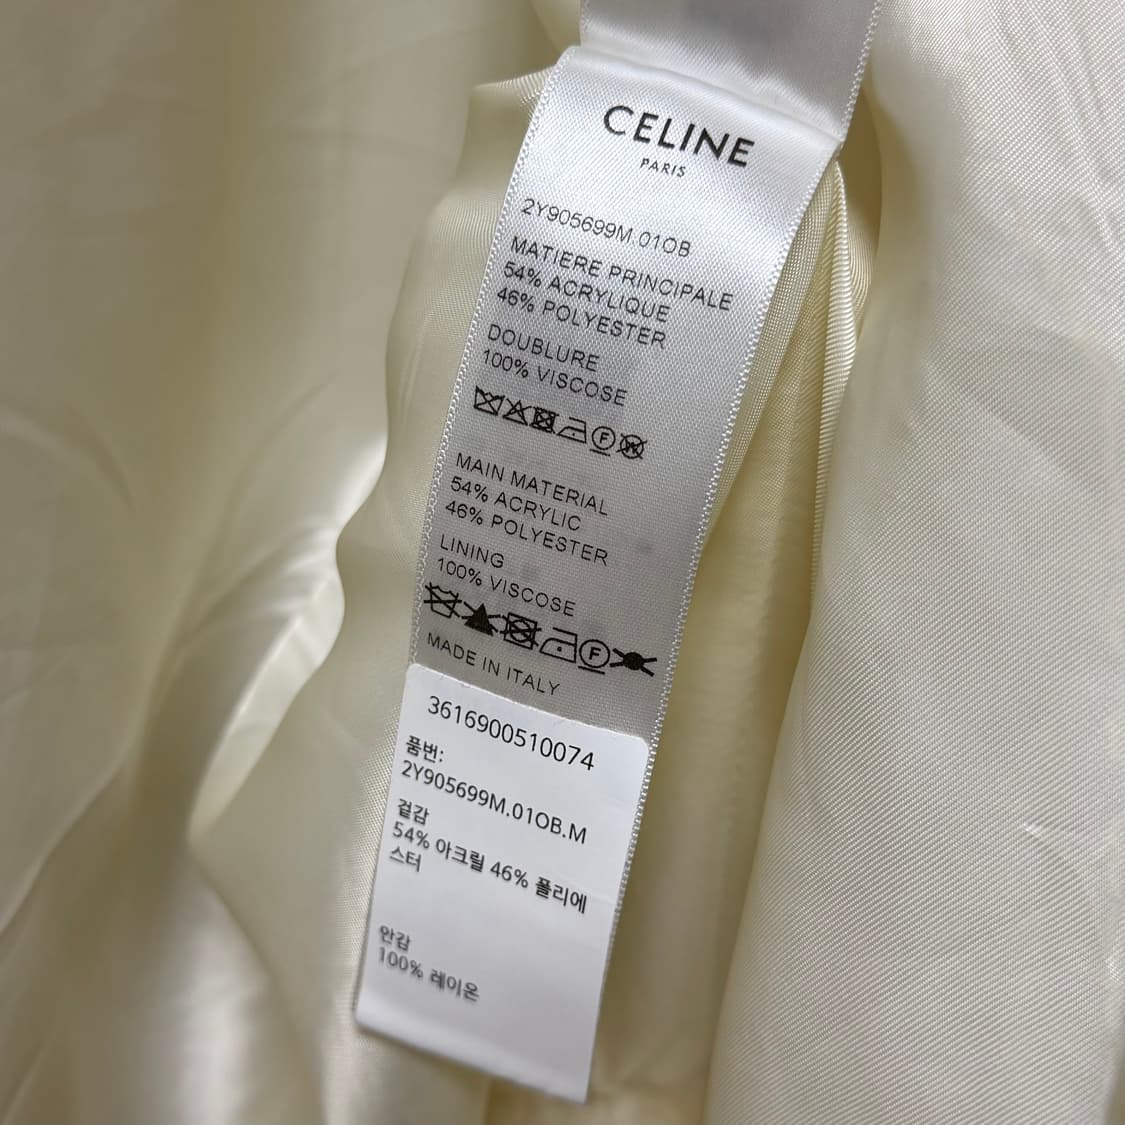 CELINE
PARIS
2Y905699M.01OB
MATIERE PRINCIPALE
54% ACRYLIQUE
46% POLYESTER
DOUBLURE
100% VISCOSE
F
W
MAIN MATERIAL
54% ACRYLIC
46% POLYESTER
LINING
100% VISCOSE
F
MADE IN ITALY
3616900510074
품번:
2Y905699M.01OB.M
겉감
54% 아크릴 46% 폴리에
스터
안감
100% 레이온